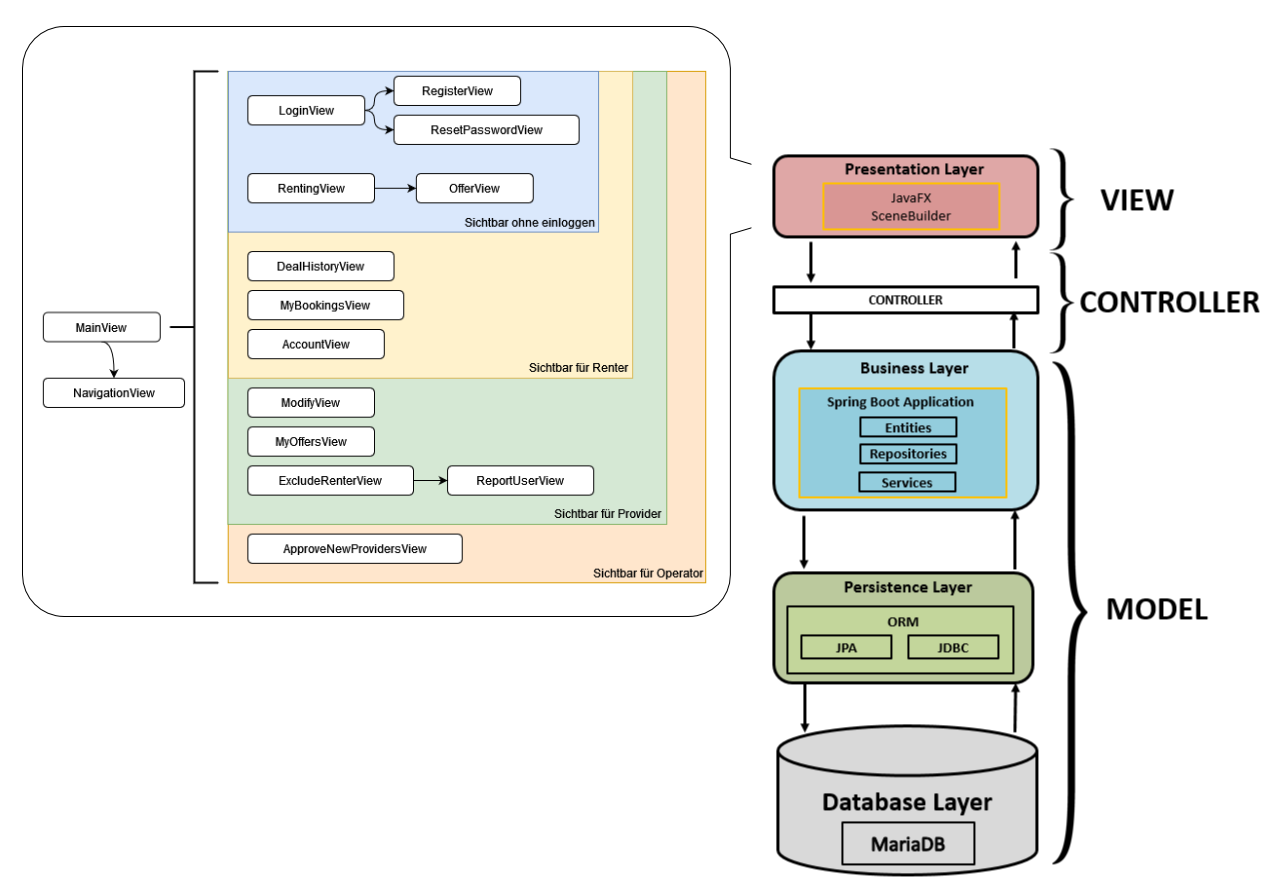 LoginView
RegisterView
ResetPasswordView
RentingView
OfferView
Sichtbar ohne einloggen
DealHistoryView
MyBookingsView
AccountView
Sichtbar für Renter
MainView
NavigationView
ModifyView
MyOffersView
ExcludeRenterView
ReportUserView
Sichtbar für Provider
ApproveNewProvidersView
Sichtbar für Operator
Presentation Layer
JavaFX
SceneBuilder
VIEW
CONTROLLER
CONTROLLER
Business Layer
Spring Boot Application
Entities
Repositories
Services
Persistence Layer
ORM
JPA
JDBC
MODEL
Database Layer
MariaDB